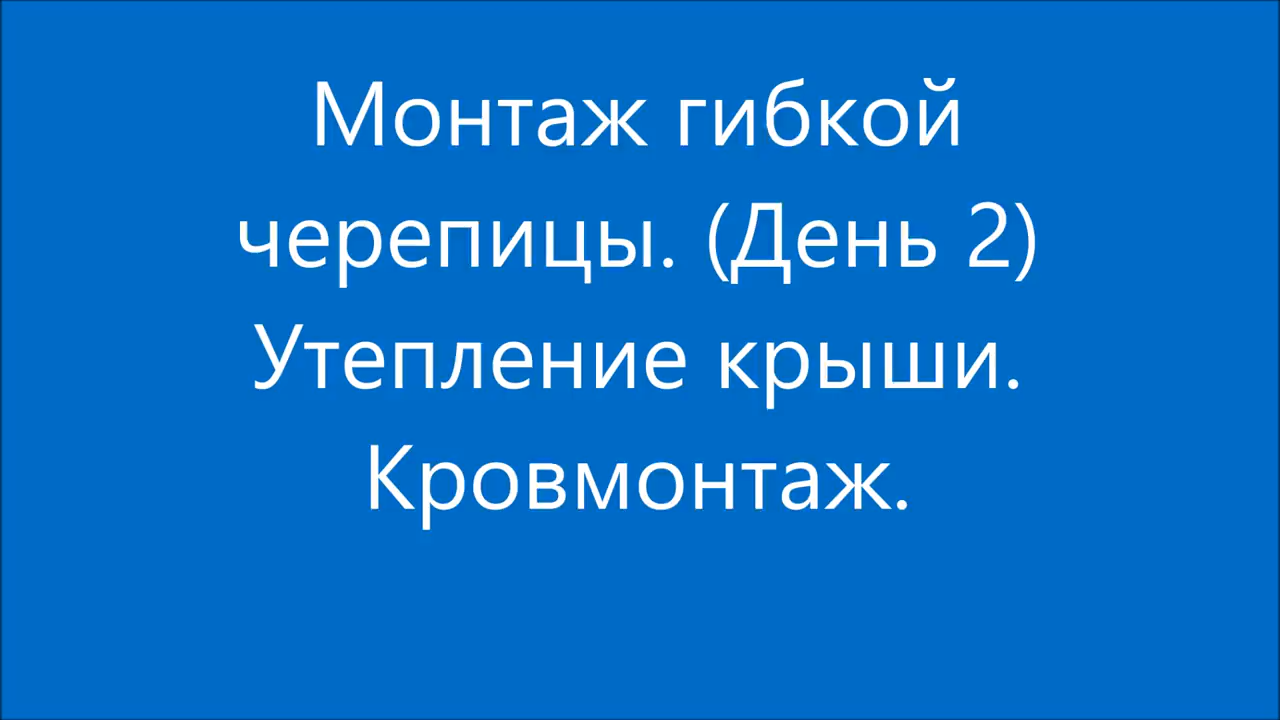 Монтаж гибкой
черепицы. (День 2)
Утепление крыши.
Кровмонтаж.